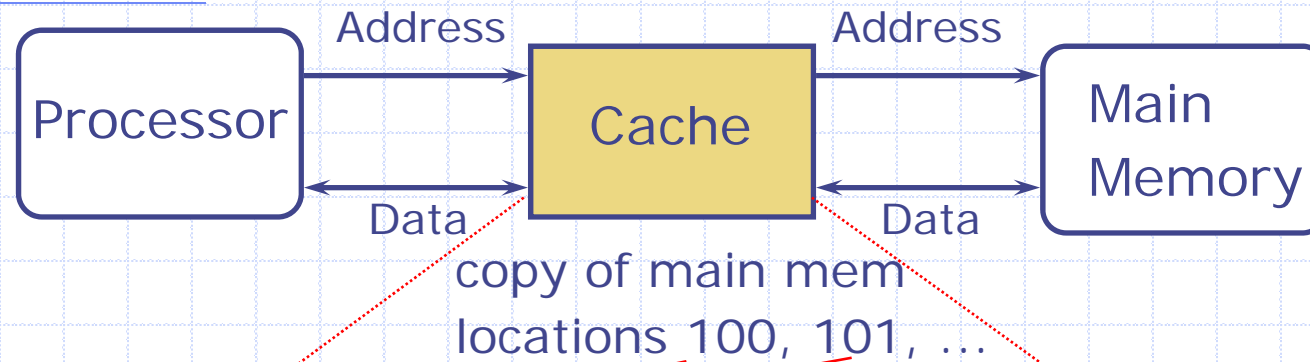 Address
Address
Processor
Cache
Main
Memory
Data
Data
copy of main mem
locations 100, 101, ...